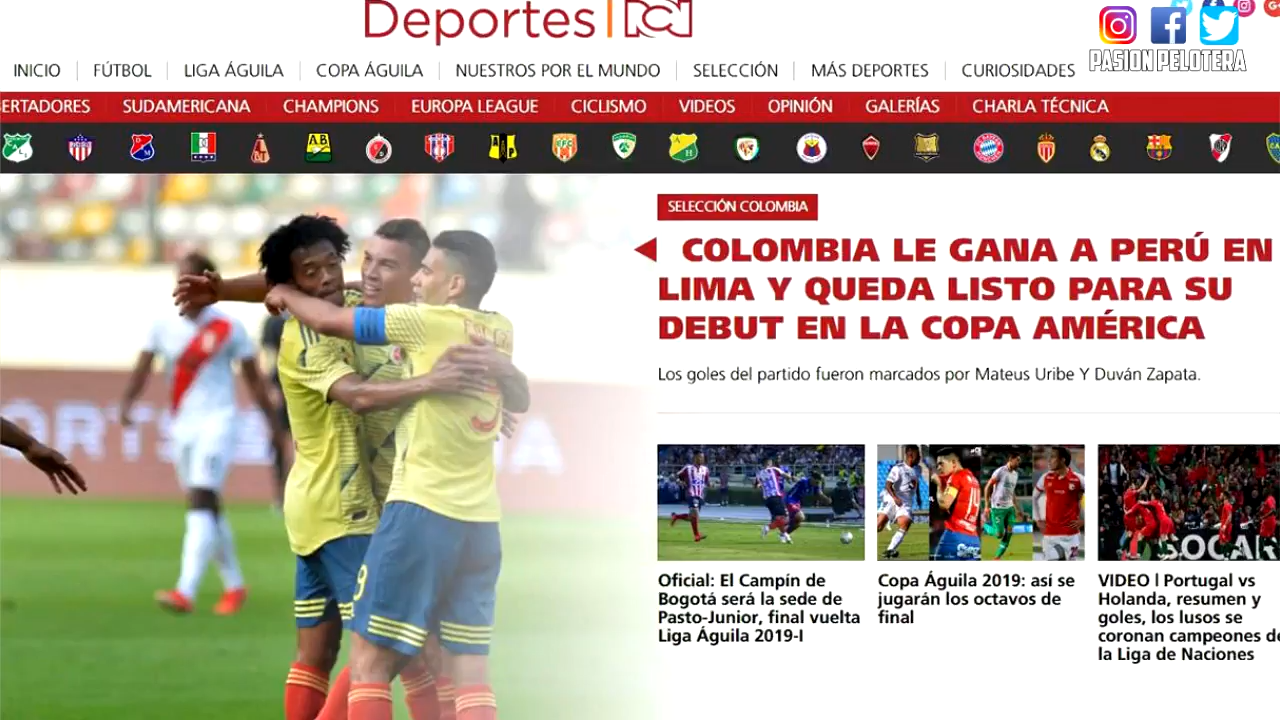 Deportes RCN
PASION PELOTERA
INICIO FÚTBOL LIGA ÁGUILA COPA ÁGUILA NUESTROS POR EL MUNDO SELECCIÓN MÁS DEPORTES CURIOSIDADES
ERTADORES SUDAMERICANA CHAMPIONS EUROPA LEAGUE CICLISMO VIDEOS OPINIÓN GALERÍAS CHARLA TÉCNICA
SELECCIÓN COLOMBIA
COLOMBIA LE GANA A PERÚ EN
LIMA Y QUEDA LISTO PARA SU
DEBUT EN LA COPA AMÉRICA
Los goles del partido fueron marcados por Mateus Uribe Y Duván Zapata.
9
14
SOCAR
Oficial: El Campín de
Bogotá será la sede de
Pasto-Junior, final vuelta
Liga Águila 2019-I
Copa Águila 2019: así se
jugarán los octavos de
final
VIDEO | Portugal vs
Holanda, resumen y
goles, los lusos se
coronan campeones de
la Liga de Naciones